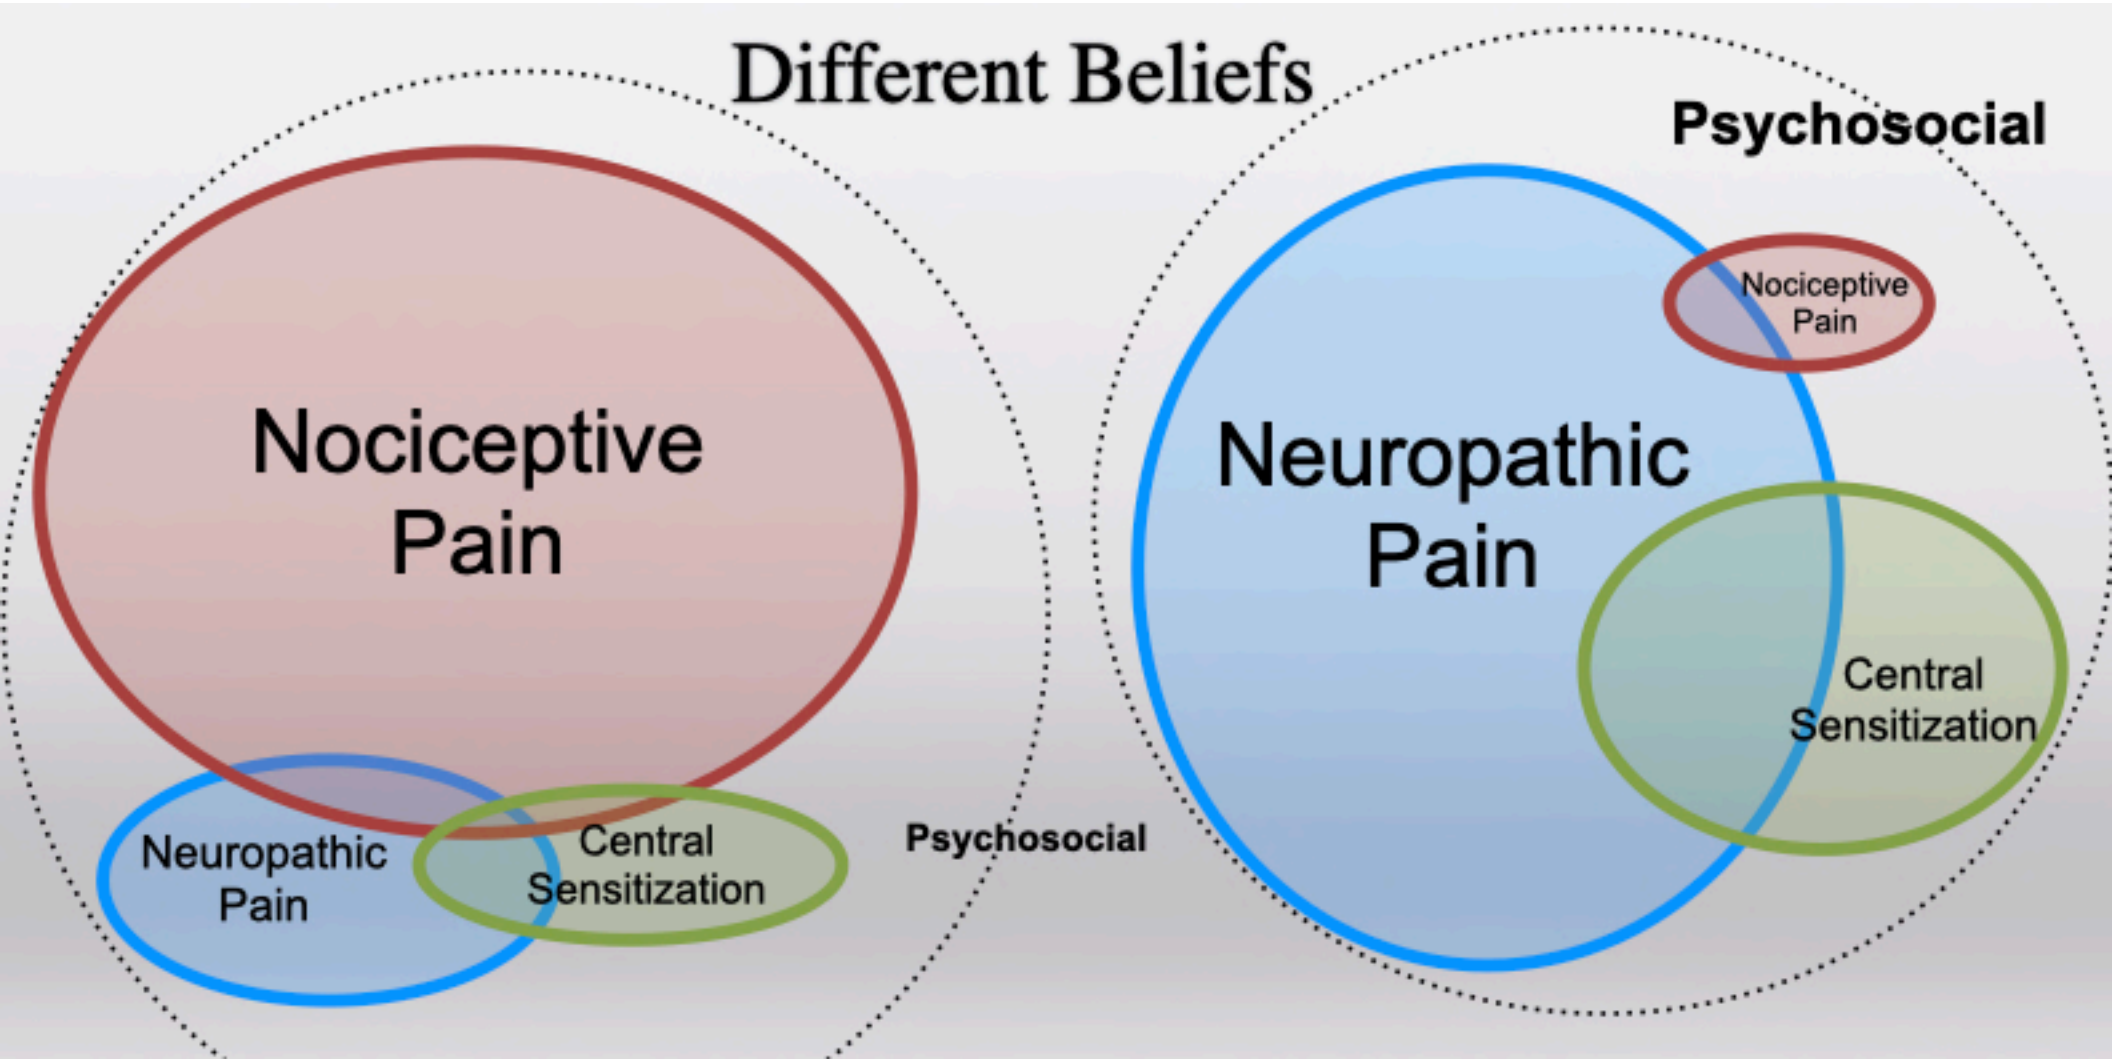 Different Beliefs
Nociceptive
Pain
Neuropathic
Pain
Central
Sensitization
Psychosocial
Psychosocial
Nociceptive
Pain
Neuropathic
Pain
Central
Sensitization